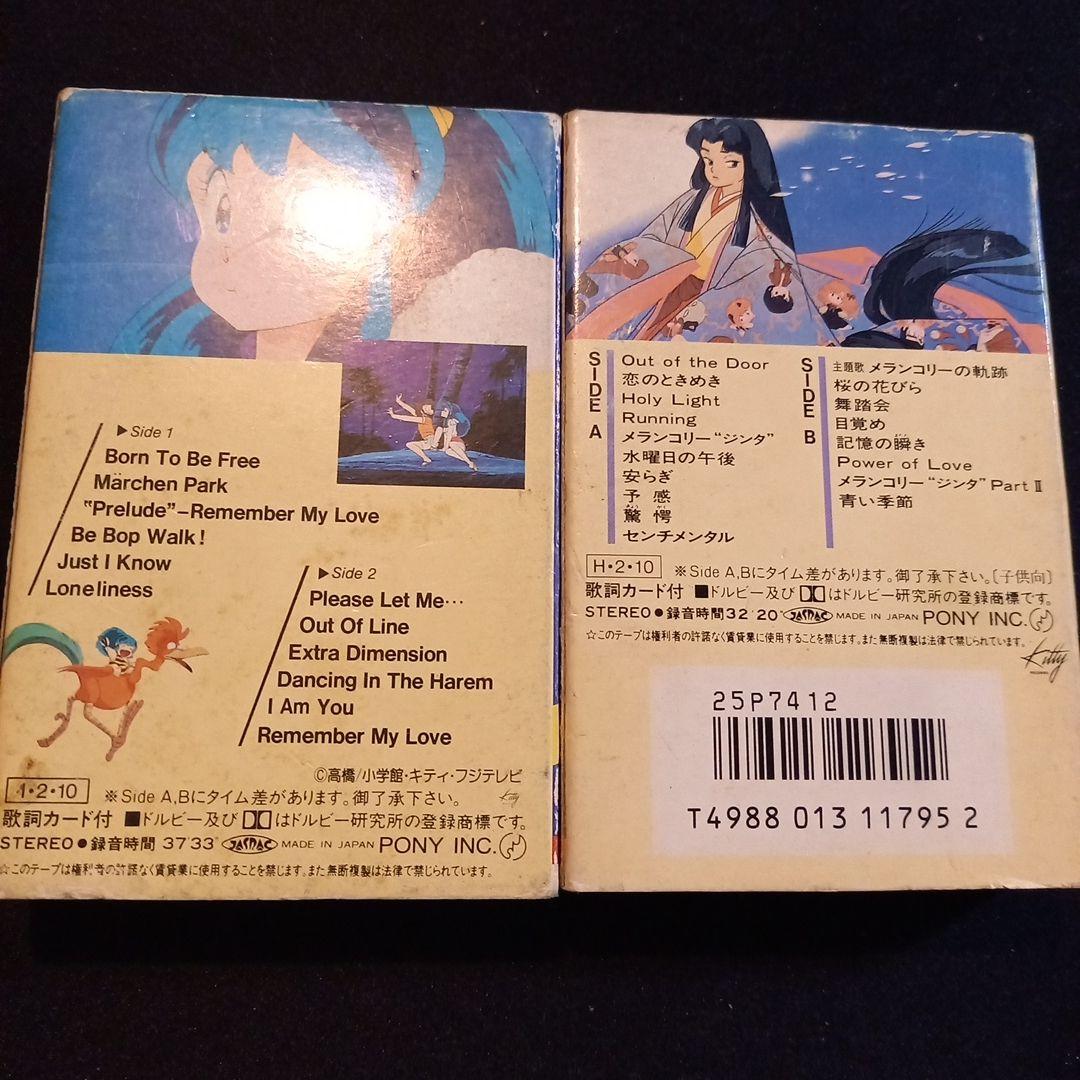 ▶Side 1
Born To Be Free
Märchen Park
"Prelude"–Remember My Love
Be Bop Walk!
Just I Know
Loneliness
▶Side 2
Please Let Me…
Out Of Line
Extra Dimension
Dancing In The Harem
I Am You
Remember My Love
©高橋/小学館・キティ・フジテレビ
・2・10 ※Side A,Bにタイム差があります。御了承下さい。
Kitty
歌詞カード付 ■ドルビー及びDDはドルビー研究所の登録商標です。
STEREO●録音時間 37′33″ JASRAC MADE IN JAPAN PONY INC.
☆このテープは権利者の許諾なく賃貸業に使用することを禁じます。また無断複製は法律で禁じられています。
SIDE A
Out of the Door
恋のときめき
Holy Light
Running
メランコリー“ジンタ”
水曜日の午後
安らぎ
予感
驚愕
センチメンタル
SIDE B
主題歌 メランコリーの軌跡
桜の花びら
舞踏会
目覚め
記憶の瞬き
Power of Love
メランコリー“ジンタ”Part Ⅱ
青い季節
H・2・10 ※Side A,Bにタイム差があります。御了承下さい。〔子供向〕
歌詞カード付 ■ドルビー及びDDはドルビー研究所の登録商標です。
STEREO●録音時間32′20″ JASRAC MADE IN JAPAN PONY INC.
☆このテープは権利者の許諾なく賃貸業に使用することを禁じます。また無断複製は法律で禁じられています。
Kitty
RECORDS
25P7412
T4988 013 11795 2